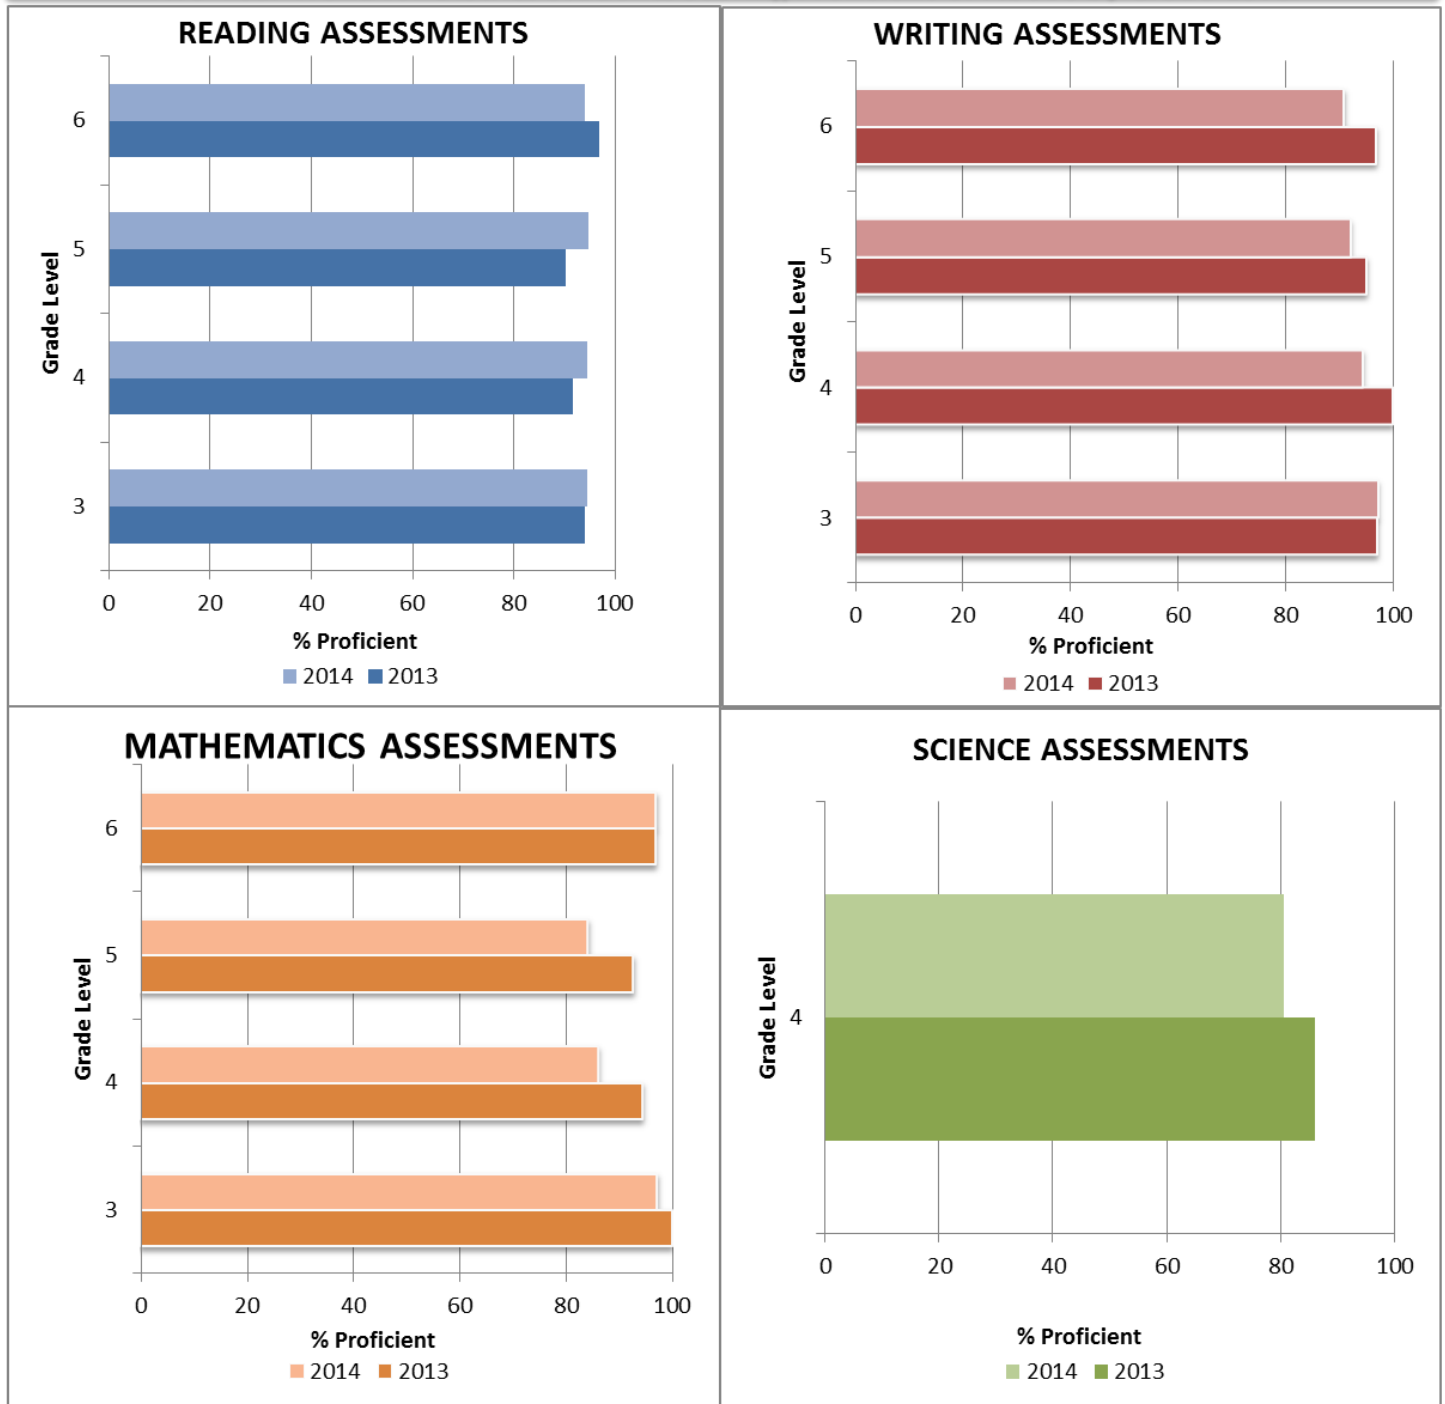 READING ASSESSMENTS
6
5
4
3
Grade Level
0 20 40 60 80 100
% Proficient
2014 2013
WRITING ASSESSMENTS
6
5
4
3
Grade Level
0 20 40 60 80 100
% Proficient
2014 2013
MATHEMATICS ASSESSMENTS
6
5
4
3
Grade Level
0 20 40 60 80 100
% Proficient
2014 2013
SCIENCE ASSESSMENTS
4
Grade Level
0 20 40 60 80 100
% Proficient
2014 2013